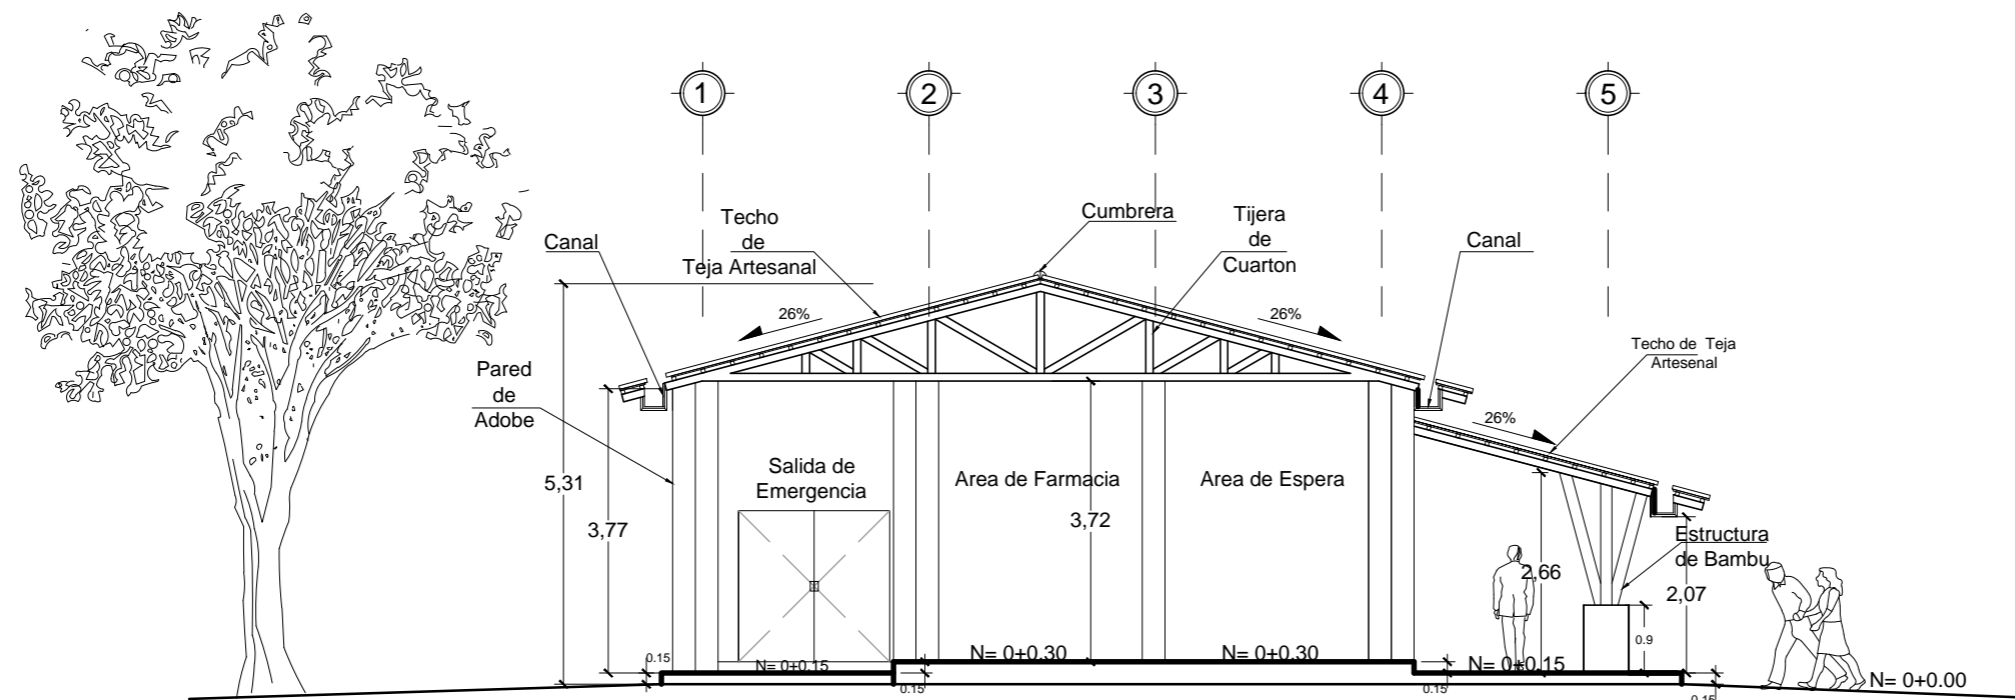 1
2
3
4
5
Canal
Techo
de
Teja Artesanal
Cumbrera
Tijera
de
Cuarton
Canal
26%
26%
Techo de Teja
Artesenal
Pared
de
Adobe
26%
5,31
3,77
Salida de
Emergencia
Area de Farmacia
3,72
Area de Espera
2,66
Estructura
de Bambu
2,07
0.9
0.15
N= 0+0.15
N= 0+0.30
N= 0+0.30
N= 0+0.15
N= 0+0.00
0.15
0.15
0.15